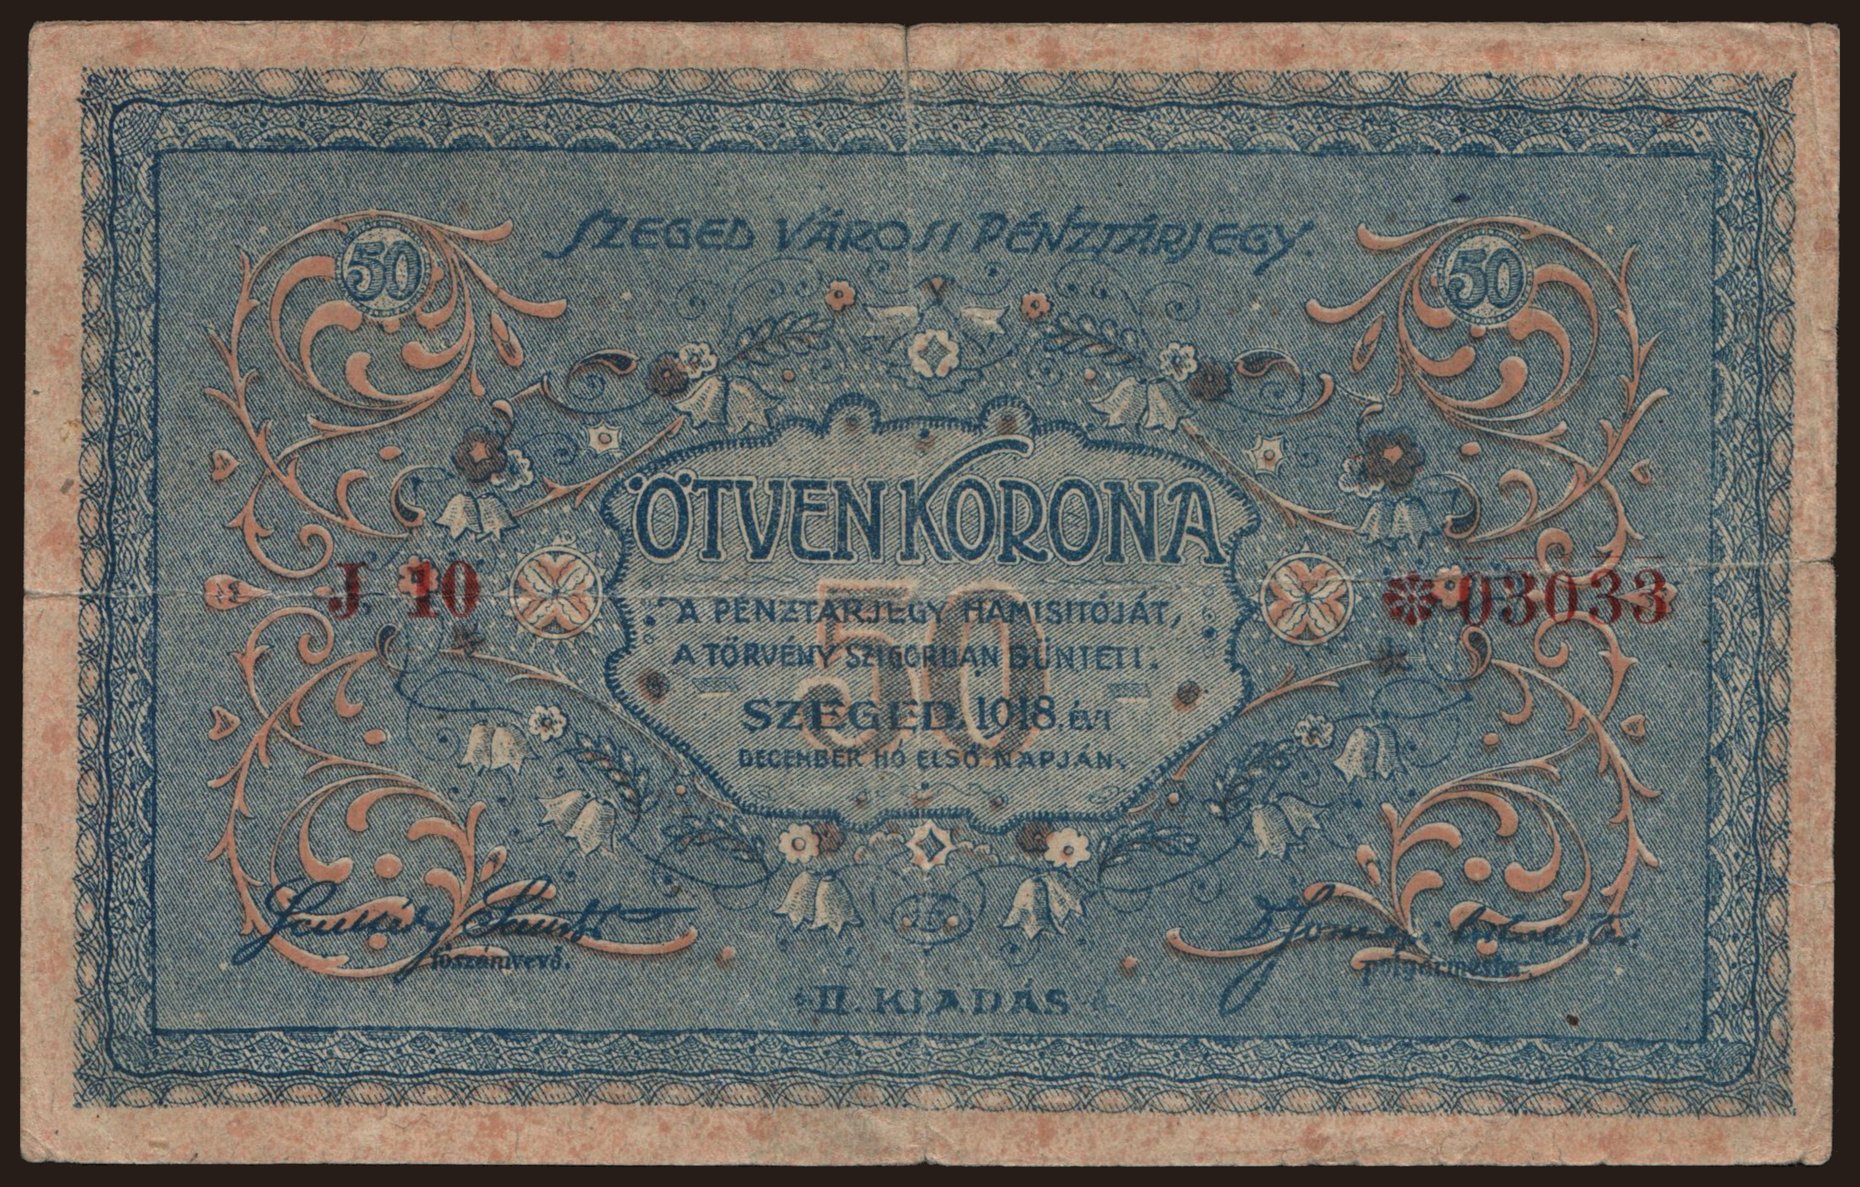 SZEGED VÁROSI PÉNZTÁRJEGY.
50 50
ÖTVEN KORONA
J. 10 03033
50
A PÉNZTÁRJEGY HAMISITÓJÁT,
A TÖRVÉNY SZIGORUAN BÜNTETI.
SZEGED, 1918. ÉVI
DECEMBER HÓ ELSŐ NAPJÁN.
főszámvevő. polgármester.
II. KIADÁS